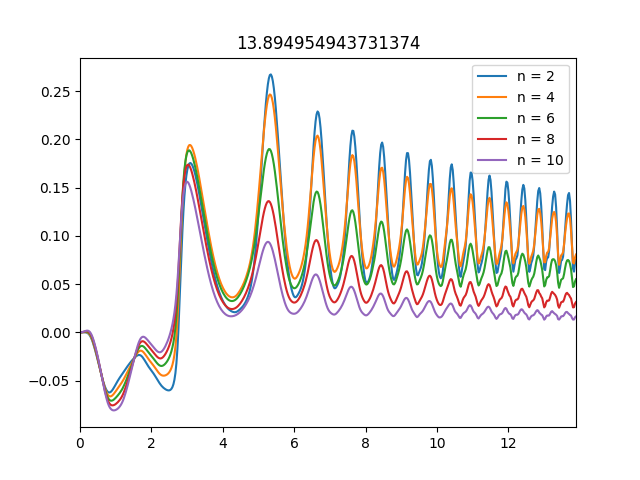 13.894954943731374
0.25
0.20
0.15
0.10
0.05
0.00
−0.05
n = 2
n = 4
n = 6
n = 8
n = 10
0 2 4 6 8 10 12